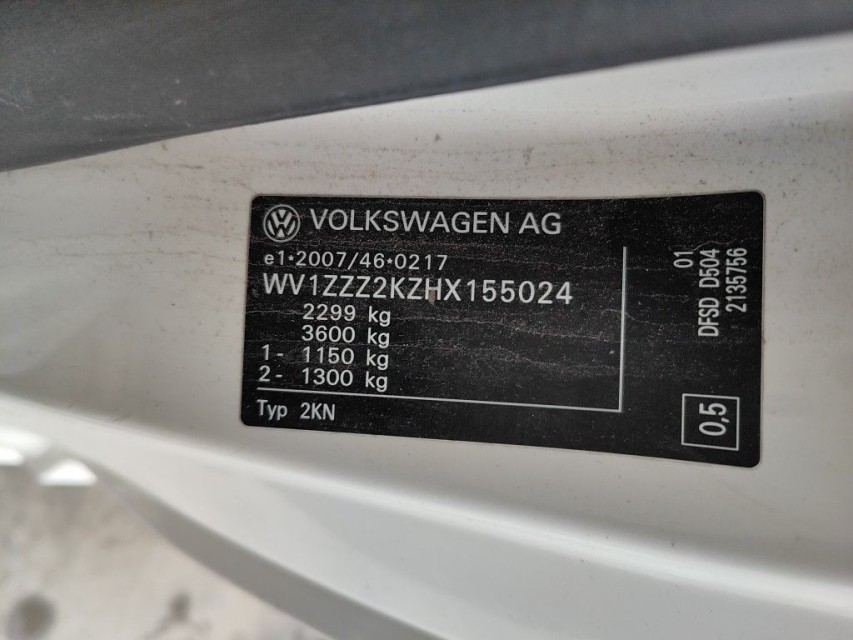 VOLKSWAGEN AG
e1*2007/46*0217
WV1ZZZ2KZHX155024
2299 kg
3600 kg
1- 1150 kg
2- 1300 kg
Typ 2KN
01
DFSD D504
2135756
0,5